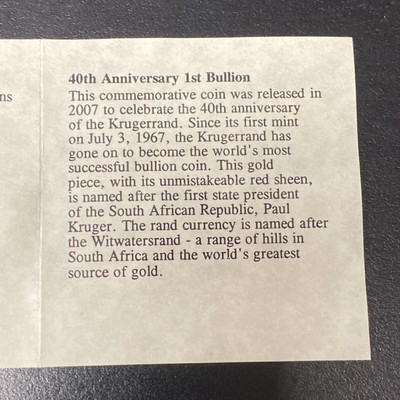 ns
40th Anniversary 1st Bullion
This commemorative coin was released in
2007 to celebrate the 40th anniversary
of the Krugerrand. Since its first mint
on July 3, 1967, the Krugerrand has
gone on to become the world's most
successful bullion coin. This gold
piece, with its unmistakeable red sheen,
is named after the first state president
of the South African Republic, Paul
Kruger. The rand currency is named after
the Witwatersrand - a range of hills in
South Africa and the world's greatest
source of gold.